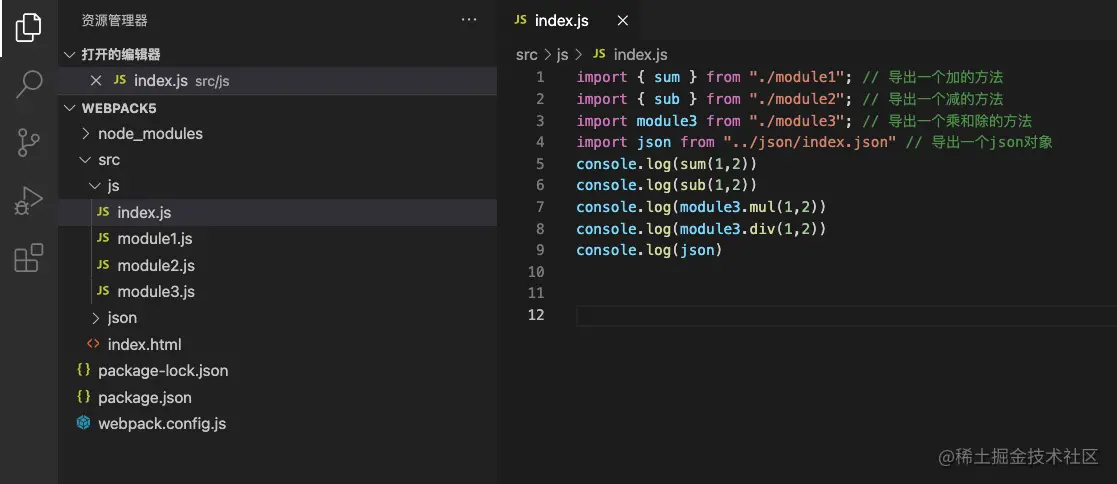 资源管理器 ···
打开的编辑器
JS index.js src/js
WEBPACK5
node_modules
src
js
JS index.js
JS module1.js
JS module2.js
JS module3.js
json
<> index.html
{} package-lock.json
{} package.json
webpack.config.js
JS index.js
src > js > JS index.js
1 import { sum } from "./module1"; // 导出一个加的方法
2 import { sub } from "./module2"; // 导出一个减的方法
3 import module3 from "./module3"; // 导出一个乘和除的方法
4 import json from "../json/index.json" // 导出一个json对象
5 console.log(sum(1,2))
6 console.log(sub(1,2))
7 console.log(module3.mul(1,2))
8 console.log(module3.div(1,2))
9 console.log(json)
10
11
12
@稀土掘金技术社区